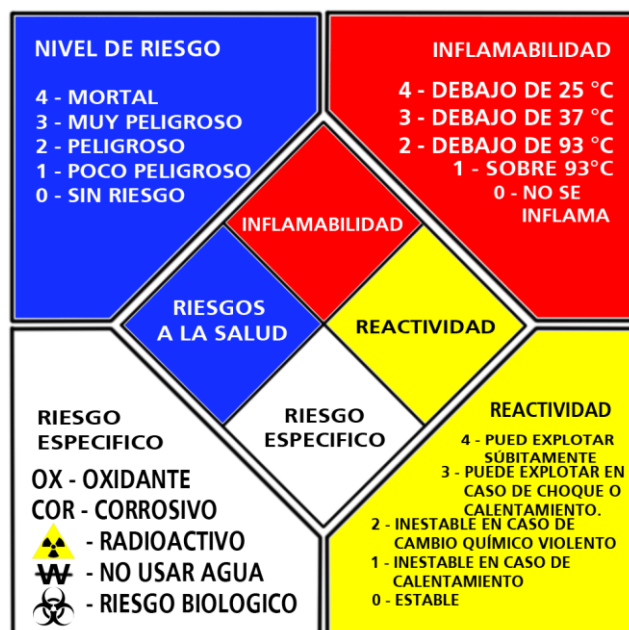 NIVEL DE RIESGO
4 - MORTAL
3 - MUY PELIGROSO
2 - PELIGROSO
1 - POCO PELIGROSO
0 - SIN RIESGO
INFLAMABILIDAD
4 - DEBAJO DE 25 °C
3 - DEBAJO DE 37 °C
2 - DEBAJO DE 93 °C
1 - SOBRE 93°C
0 - NO SE
INFLAMA
INFLAMABILIDAD
RIESGOS
A LA SALUD
REACTIVIDAD
RIESGO
ESPECIFICO
RIESGO
ESPECIFICO
OX - OXIDANTE
COR - CORROSIVO
- RADIOACTIVO
W - NO USAR AGUA
- RIESGO BIOLOGICO
REACTIVIDAD
4 - PUED EXPLOTAR
SÚBITAMENTE
3 - PUEDE EXPLOTAR EN
CASO DE CHOQUE O
CALENTAMIENTO.
2 - INESTABLE EN CASO DE
CAMBIO QUÍMICO VIOLENTO
1 - INESTABLE EN CASO DE
CALENTAMIENTO
0 - ESTABLE